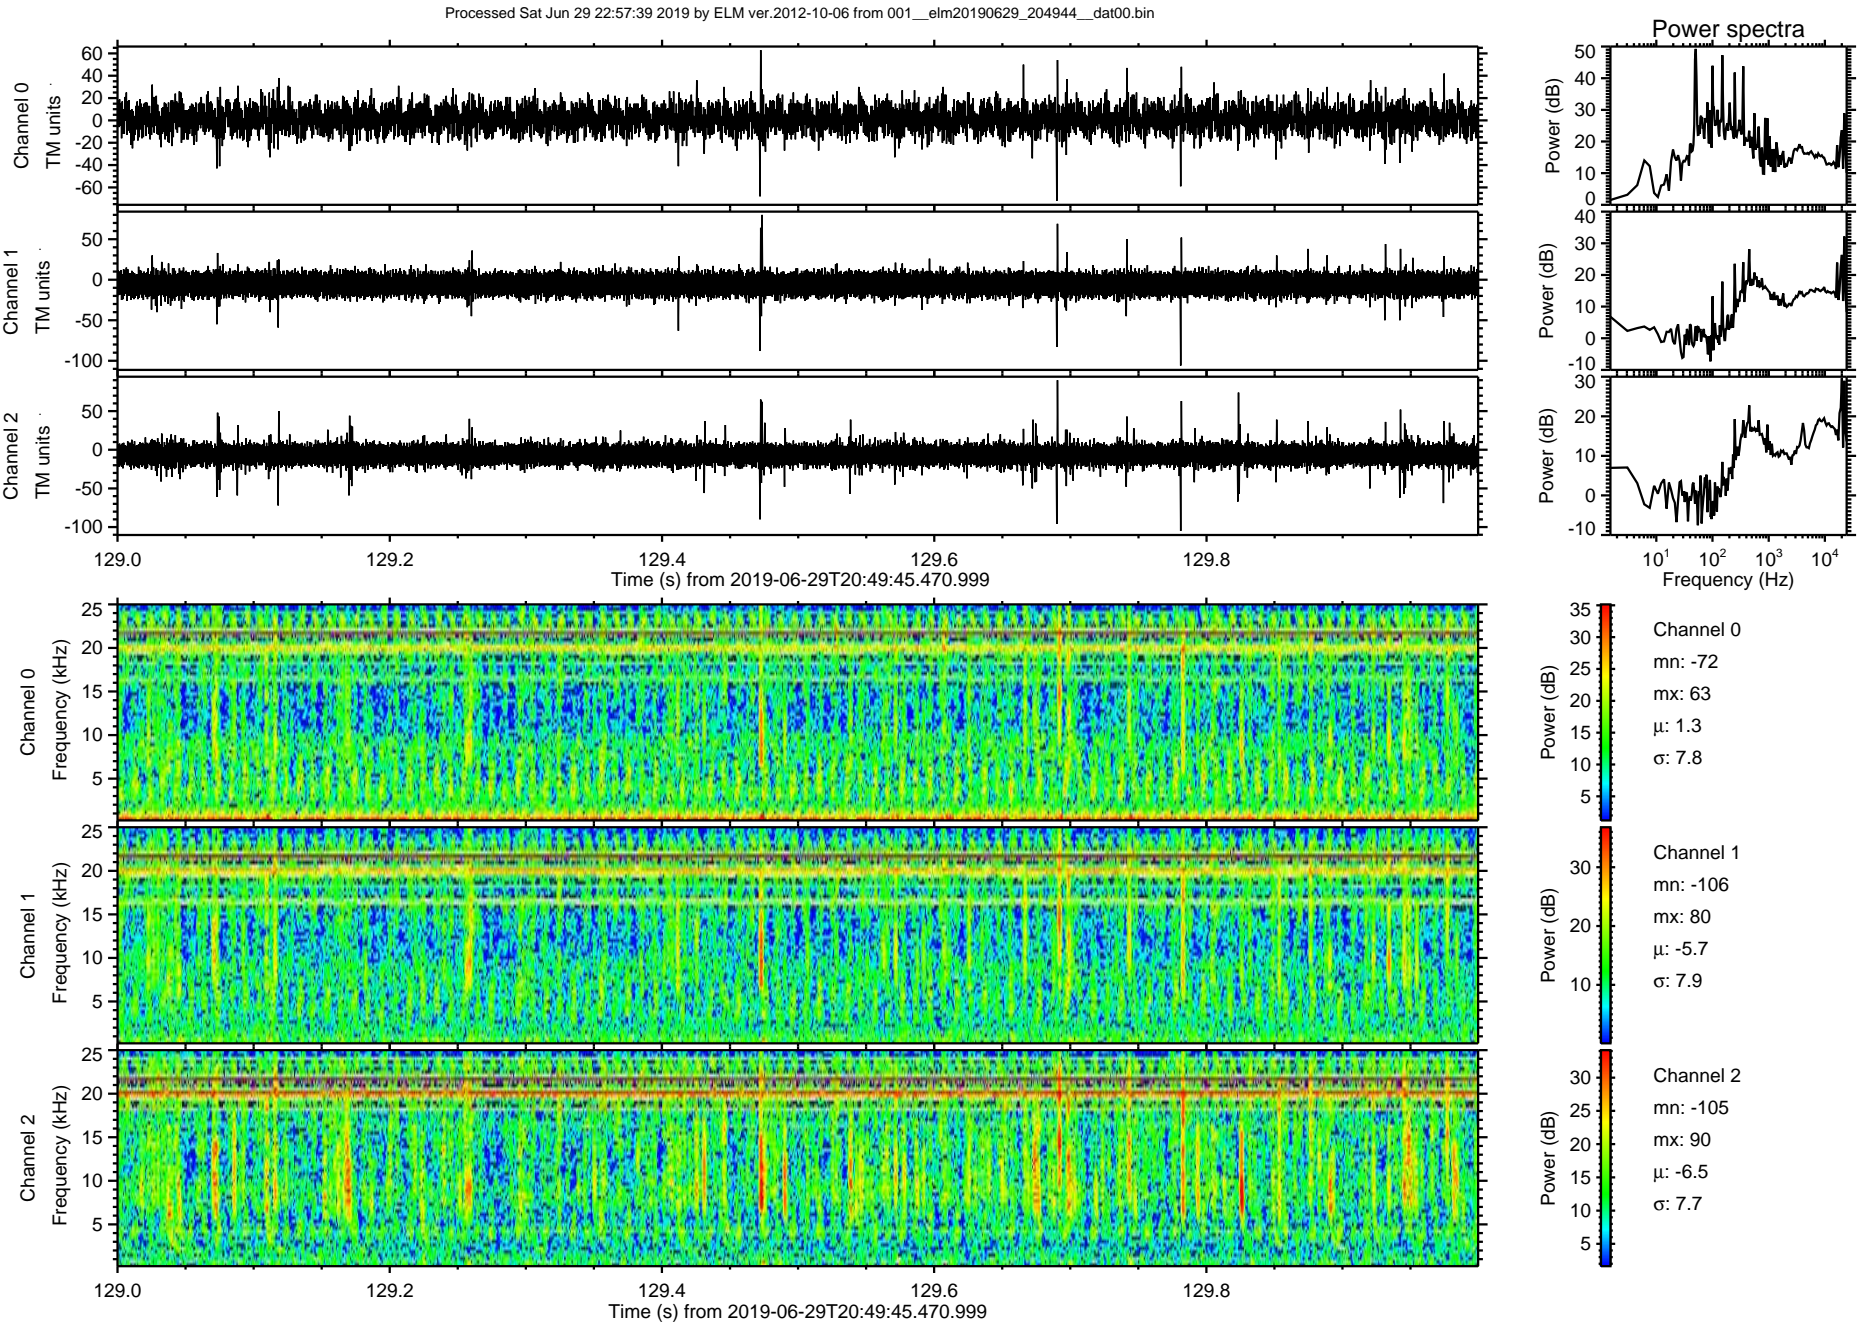 Processed Sat Jun 29 22:57:39 2019 by ELM ver.2012-10-06 from 001__elm20190629_204944__dat00.bin
Power spectra
Channel 0
TM units
60
40
20
0
-20
-40
-60
Power (dB)
50
40
30
20
10
0
Channel 1
TM units
50
0
-50
-100
Power (dB)
40
30
20
10
0
-10
Channel 2
TM units
50
0
-50
-100
Power (dB)
30
20
10
0
-10
129.0 129.2 129.4 129.6 129.8
Time (s) from 2019-06-29T20:49:45.470.999
10¹ 10² 10³ 10⁴
Frequency (Hz)
Channel 0
Frequency (kHz)
25
20
15
10
5
Power (dB)
35
30
25
20
15
10
5
Channel 0
mn: -72
mx: 63
μ: 1.3
σ: 7.8
Channel 1
Frequency (kHz)
25
20
15
10
5
Power (dB)
30
20
10
Channel 1
mn: -106
mx: 80
μ: -5.7
σ: 7.9
Channel 2
Frequency (kHz)
25
20
15
10
5
Power (dB)
30
25
20
15
10
5
Channel 2
mn: -105
mx: 90
μ: -6.5
σ: 7.7
129.0 129.2 129.4 129.6 129.8
Time (s) from 2019-06-29T20:49:45.470.999